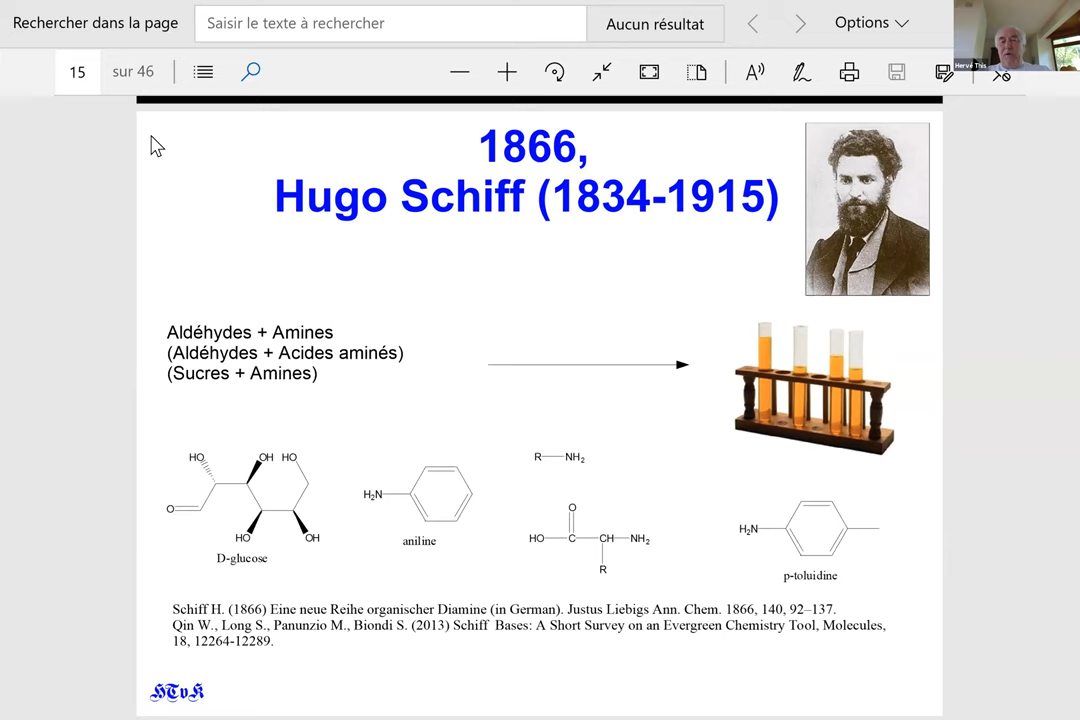 Rechercher dans la page
Saisir le texte à rechercher
Aucun résultat
Options
Hervé This
15
sur 46
1866,
Hugo Schiff (1834-1915)
Aldéhydes + Amines
(Aldéhydes + Acides aminés)
(Sucres + Amines)
HO OH HO
O
HO OH
D-glucose
H2N
aniline
R NH2
O
HO C CH NH2
R
H2N
p-toluidine
Schiff H. (1866) Eine neue Reihe organischer Diamine (in German). Justus Liebigs Ann. Chem. 1866, 140, 92–137.
Qin W., Long S., Panunzio M., Biondi S. (2013) Schiff Bases: A Short Survey on an Evergreen Chemistry Tool, Molecules,
18, 12264-12289.
HTvK